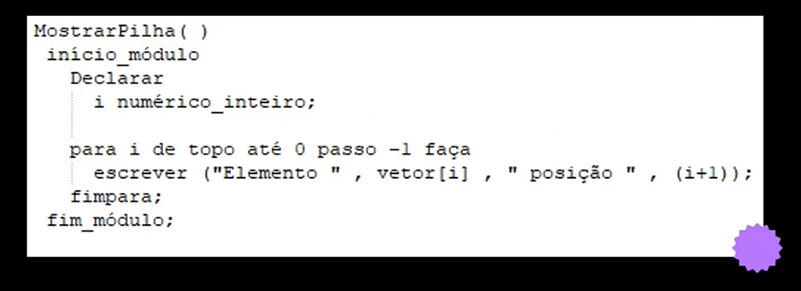 MostrarPilha( )
início_módulo
Declarar
i numérico_inteiro;
para i de topo até 0 passo -1 faça
escrever ("Elemento " , vetor[i] , " posição " , (i+1));
fimpara;
fim_módulo;